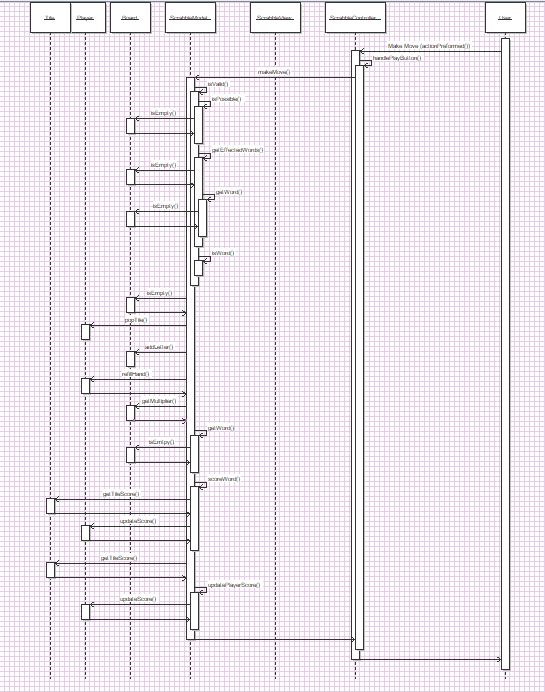 Tile
Player
Board
ScrabbleModel
ScrabbleView
ScrabbleController
User
Make Move (actionPreformed())
handlePlayButton()
makeMove()
isValid()
isPossible()
isEmpty()
getEffectedWords()
isEmpty()
getWord()
isEmpty()
isWord()
isEmpty()
popTile()
addLetter()
refillHand()
getMultiplier()
getWord()
isEmtpy()
scoreWord()
getTileScore()
updateScore()
getTileScore()
updatePlayerScore()
updateScore()